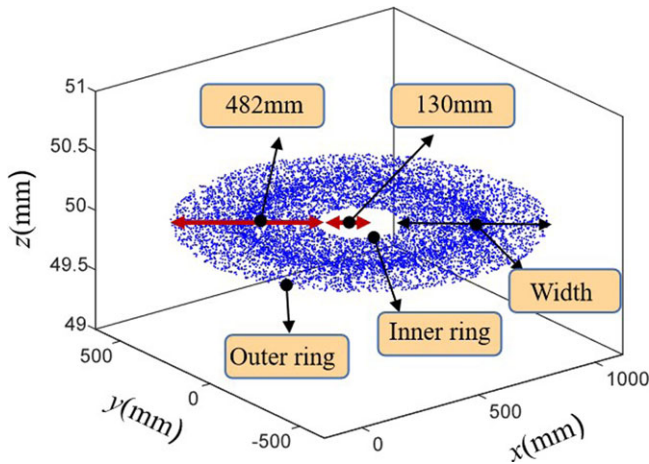 51
50.5
50
49.5
49
z(mm)
482mm
130mm
Width
Inner ring
Outer ring
500
0
-500
y(mm)
0
500
1000
x(mm)